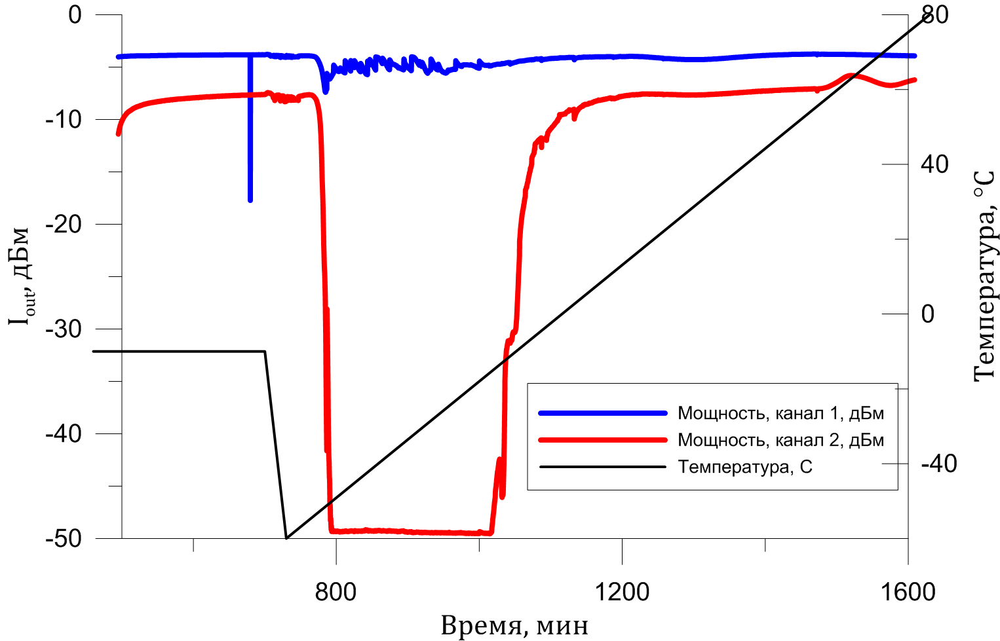 0
-10
-20
-30
-40
-50
Iout, дБм
80
40
0
-40
Температура, °C
Мощность, канал 1, дБм
Мощность, канал 2, дБм
Температура, С
800
1200
1600
Время, мин